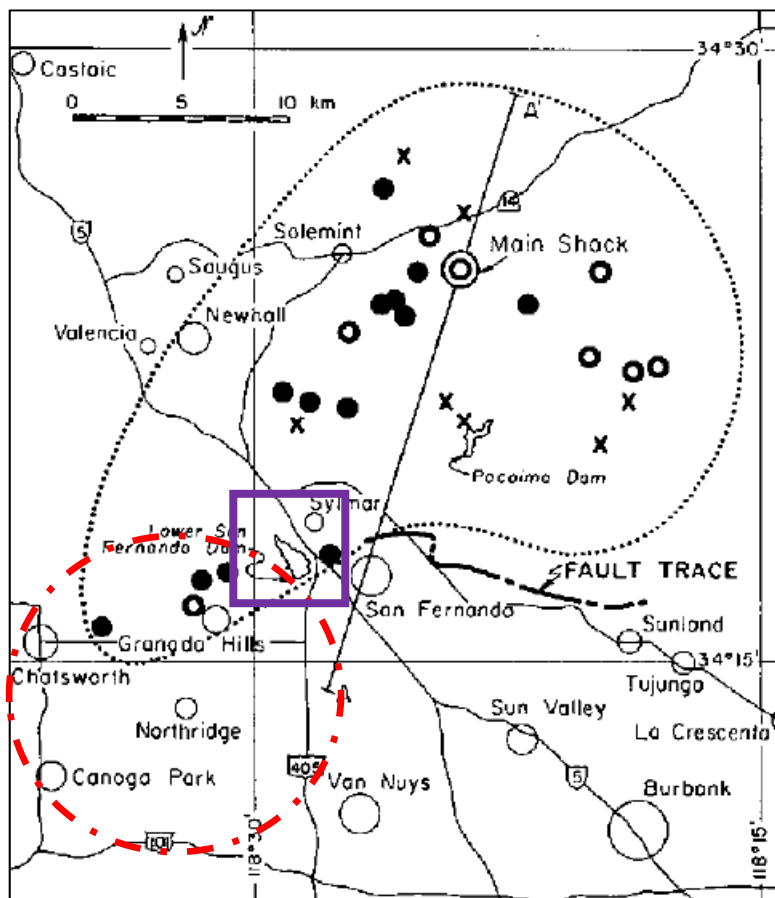 N
34°30
Castaic
0 5 10 km
A'
14
5
Solemint
Main Shock
Saugus
Newhall
Valencia
Pacoima Dam
Sylmar
Lower San
Fernando Dam
FAULT TRACE
San Fernando
Granada Hills
Sunland
Chatsworth
34°15
Tujunga
A
Northridge
Sun Valley
La Crescenta
405
Canoga Park
Van Nuys
5
Burbank
101
118°30'
118°15'